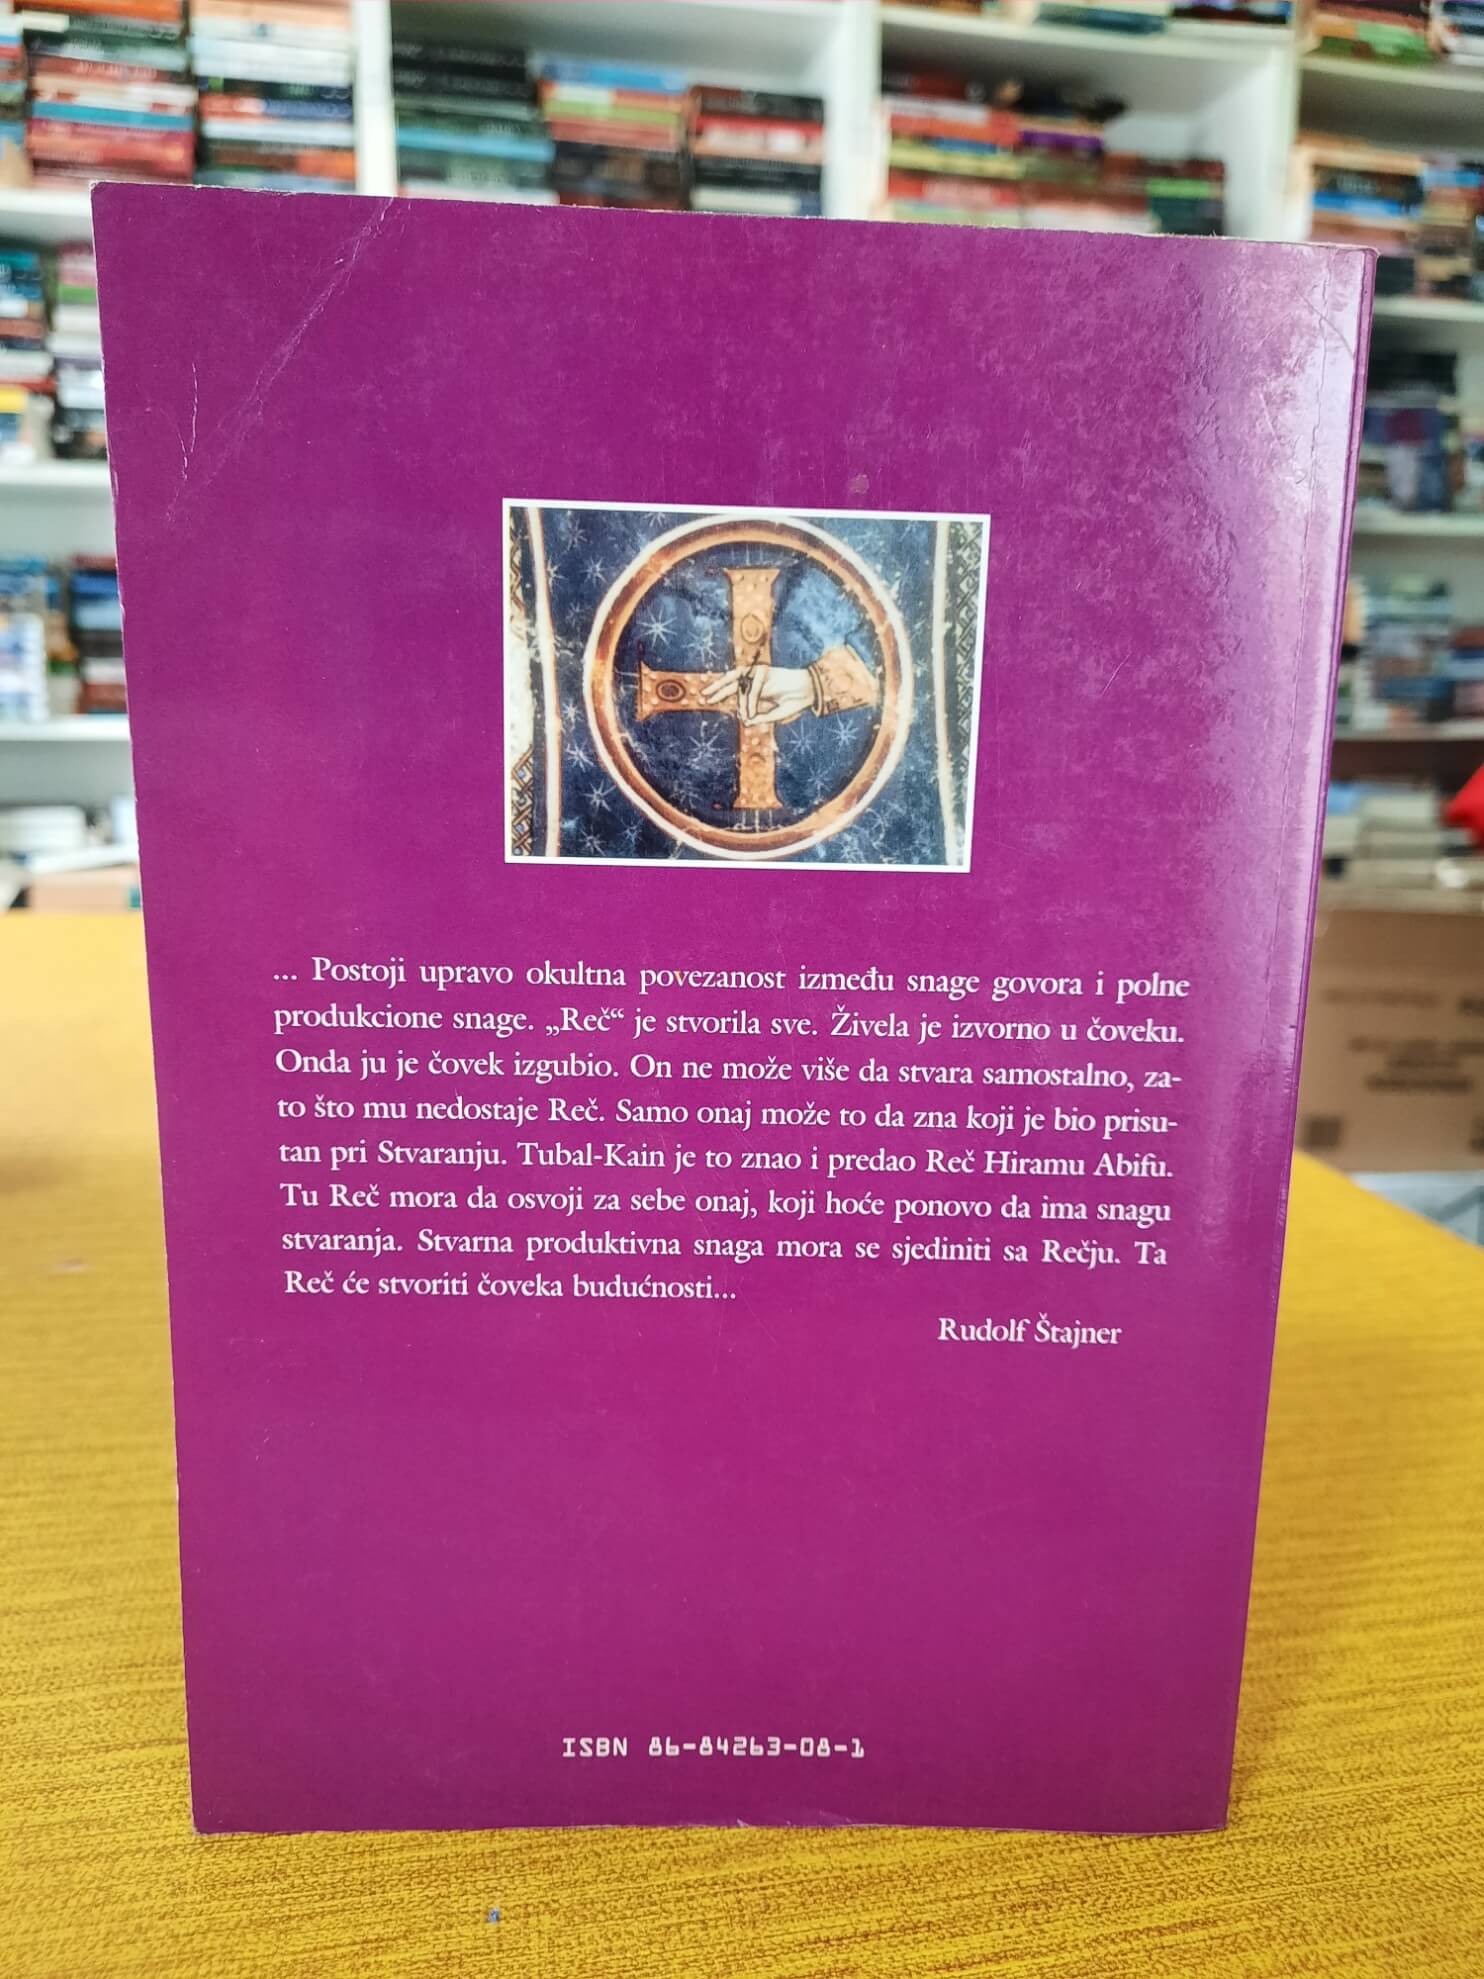 ... Postoji upravo okultna povezanost između snage govora i polne
produkcione snage. „Reč“ je stvorila sve. Živela je izvorno u čoveku.
Onda ju je čovek izgubio. On ne može više da stvara samostalno, za-
to što mu nedostaje Reč. Samo onaj može to da zna koji je bio prisu-
tan pri Stvaranju. Tubal-Kain je to znao i predao Reč Hiramu Abifu.
Tu Reč mora da osvoji za sebe onaj, koji hoće ponovo da ima snagu
stvaranja. Stvarna produktivna snaga mora se sjediniti sa Rečju. Ta
Reč će stvoriti čoveka budućnosti...
Rudolf Štajner
ISBN 86-84263-08-1